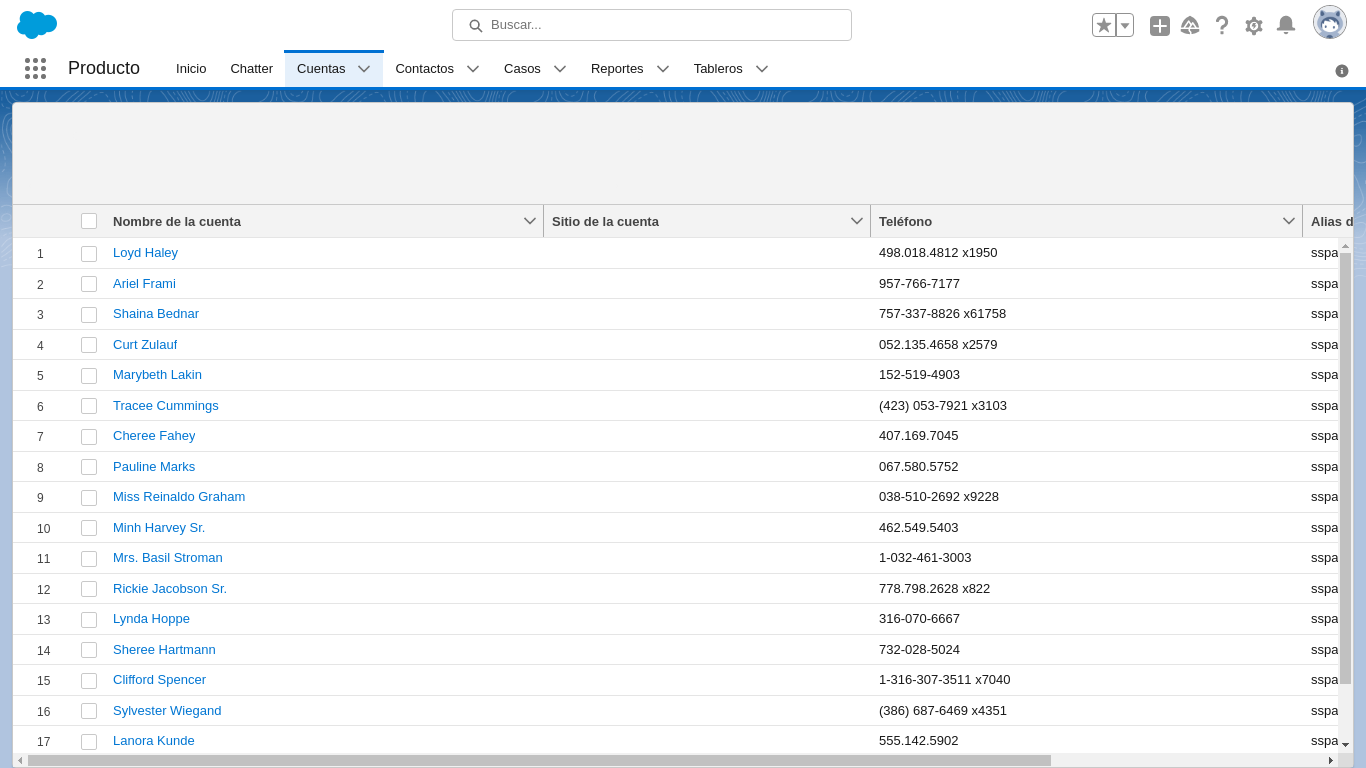 Buscar...
Producto
Inicio
Chatter
Cuentas
Contactos
Casos
Reportes
Tableros
Nombre de la cuenta Sitio de la cuenta Teléfono Alias d
1 Loyd Haley 498.018.4812 x1950 sspa
2 Ariel Frami 957-766-7177 sspa
3 Shaina Bednar 757-337-8826 x61758 sspa
4 Curt Zulauf 052.135.4658 x2579 sspa
5 Marybeth Lakin 152-519-4903 sspa
6 Tracee Cummings (423) 053-7921 x3103 sspa
7 Cheree Fahey 407.169.7045 sspa
8 Pauline Marks 067.580.5752 sspa
9 Miss Reinaldo Graham 038-510-2692 x9228 sspa
10 Minh Harvey Sr. 462.549.5403 sspa
11 Mrs. Basil Stroman 1-032-461-3003 sspa
12 Rickie Jacobson Sr. 778.798.2628 x822 sspa
13 Lynda Hoppe 316-070-6667 sspa
14 Sheree Hartmann 732-028-5024 sspa
15 Clifford Spencer 1-316-307-3511 x7040 sspa
16 Sylvester Wiegand (386) 687-6469 x4351 sspa
17 Lanora Kunde 555.142.5902 sspa